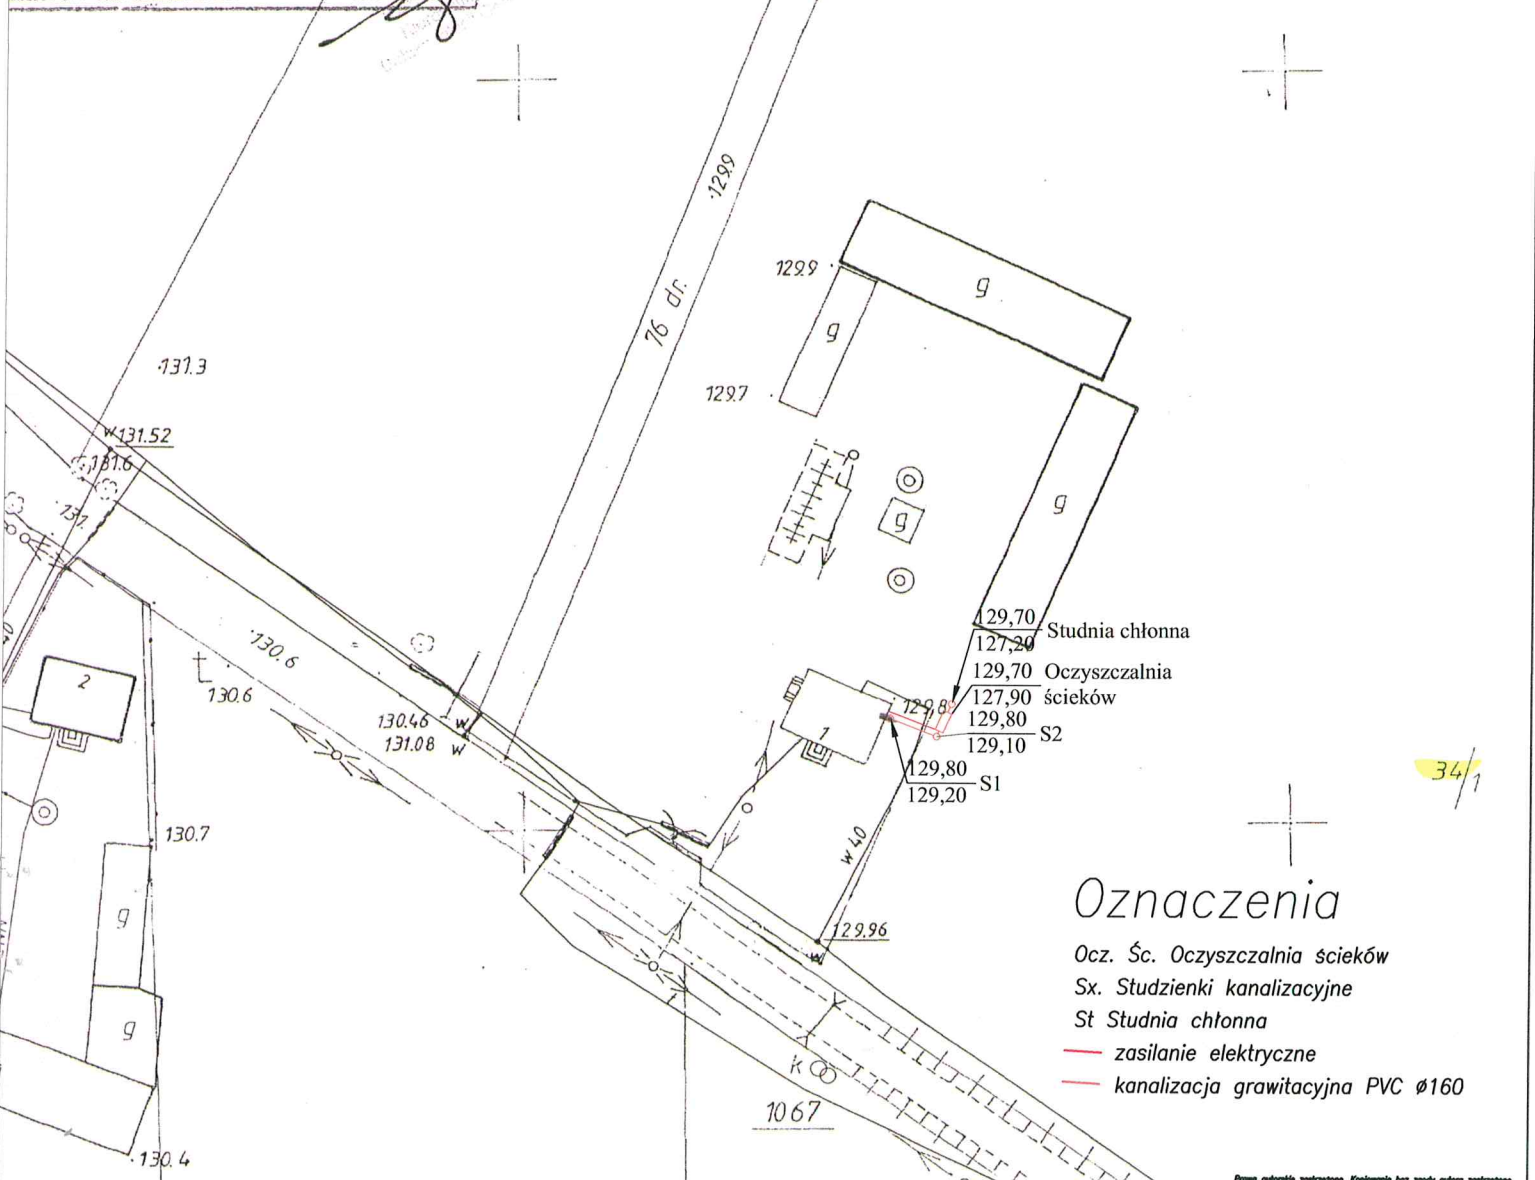 129.9
129.9
g
g
76 dr.
131.3
129.7
W 131.52
131.6
131.
g
g
129,70
127,20
Studnia chłonna
130.6
130.6
2
129,70
127,90
Oczyszczalnia
ścieków
129,8
130.46
131.08
w
w
1
129,80
129,10
S2
129,80
129,20
S1
34/1
130.7
w 40
g
129.96
w
Oznaczenia
Ocz. Śc. Oczyszczalnia ścieków
Sx. Studzienki kanalizacyjne
St Studnia chłonna
zasilanie elektryczne
kanalizacja grawitacyjna PVC ø160
g
k
1067
130.4